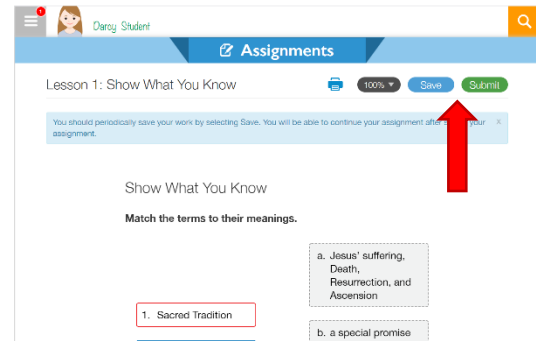 1
Darcy Student
Assignments
Lesson 1: Show What You Know
100%
Save
Submit
You should periodically save your work by selecting Save. You will be able to continue your assignment after your X
assignment.
Show What You Know
Match the terms to their meanings.
a. Jesus' suffering,
Death,
Resurrection, and
Ascension
1. Sacred Tradition
b. a special promise